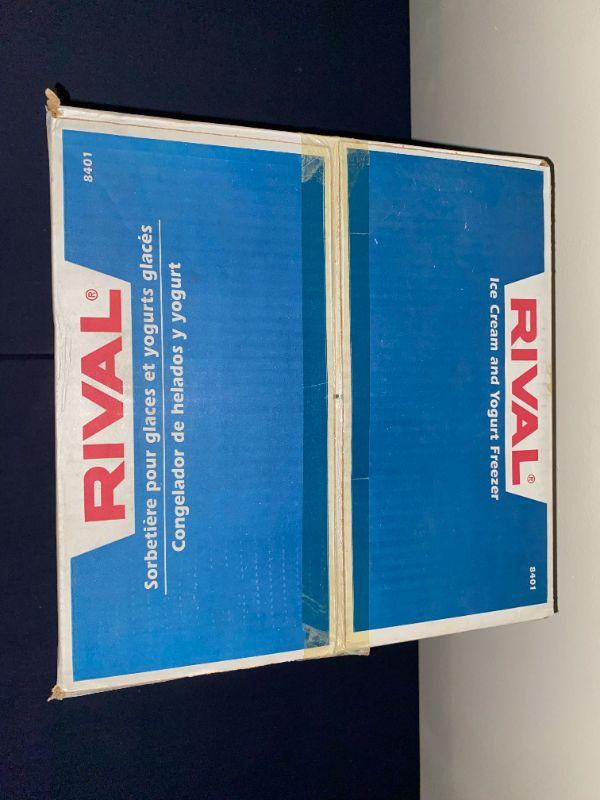 8401
RIVAL®
Sorbetière pour glaces et yogurts glacés
Congelador de helados y yogurt
RIVAL®
Ice Cream and Yogurt Freezer
8401